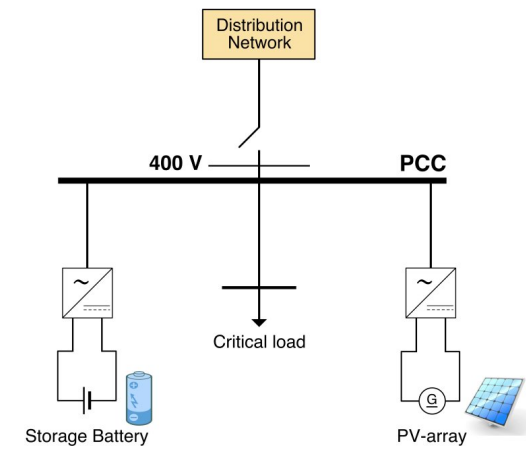 Distribution
Network
400 V
PCC
~
~
Critical load
G
Storage Battery
PV-array